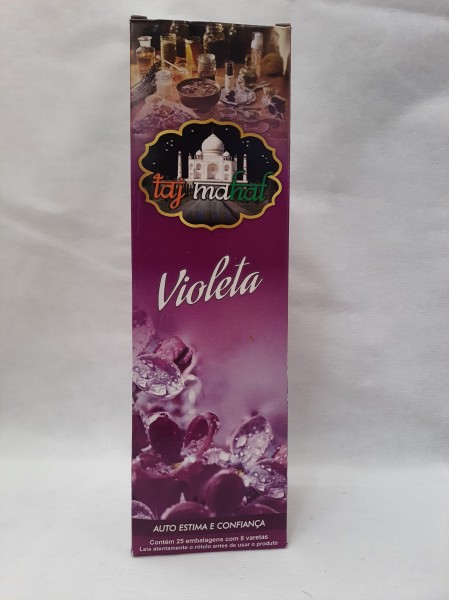 taj mahal
Violeta
AUTO ESTIMA E CONFIANÇA
Contém 25 embalagens com 8 varetas
Leia atentamente o rótulo antes de usar o produto